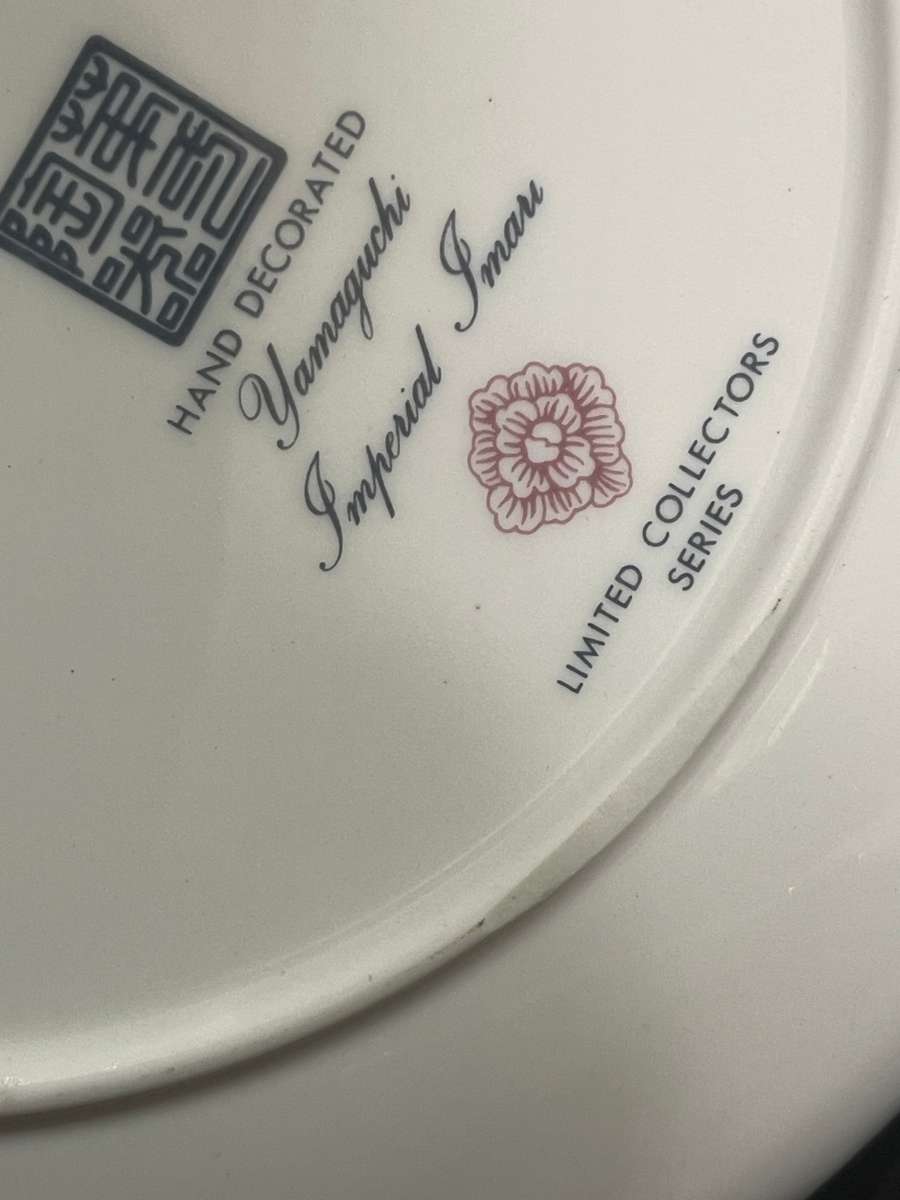 HAND DECORATED
Yamaguchi
Imperial Imari
LIMITED COLLECTORS
SERIES